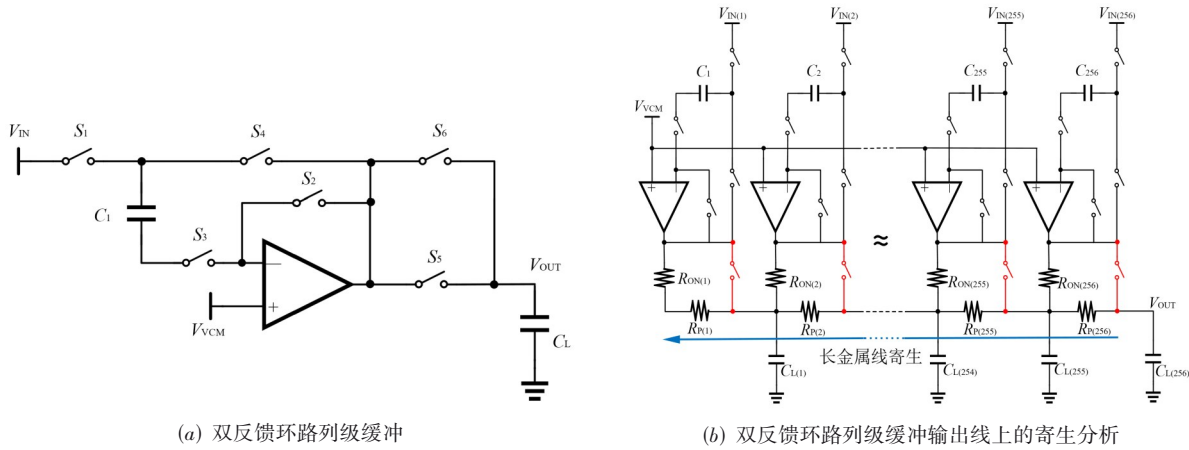 V_IN
S_1
S_4
S_6
S_2
C_1
S_3
S_5
V_OUT
V_VCM
C_L
(a) 双反馈环路列级缓冲
V_IN(1)
V_IN(2)
V_IN(255)
V_IN(256)
C_1
C_2
C_255
C_256
V_VCM
≈
R_ON(1)
R_ON(2)
R_ON(255)
R_ON(256)
V_OUT
R_P(1)
R_P(2)
R_P(255)
R_P(256)
长金属线寄生
C_L(1)
C_L(254)
C_L(255)
C_L(256)
(b) 双反馈环路列级缓冲输出线上的寄生分析